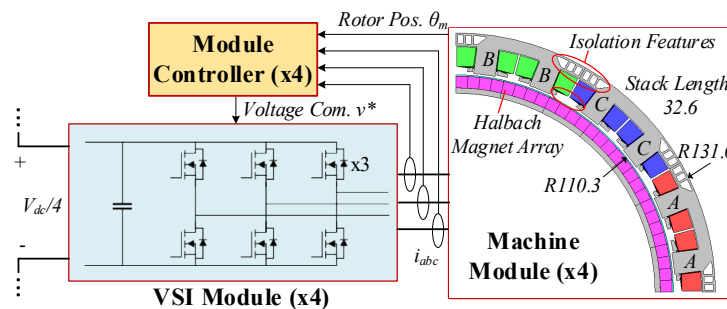 Rotor Pos. θm
Module
Controller (x4)
Voltage Com. v*
+
Vdc/4
-
x3
iabc
VSI Module (x4)
Isolation Features
B
B
C
C
A
A
Stack Length
32.6
Halbach
Magnet Array
R131.0
R110.3
Machine
Module (x4)